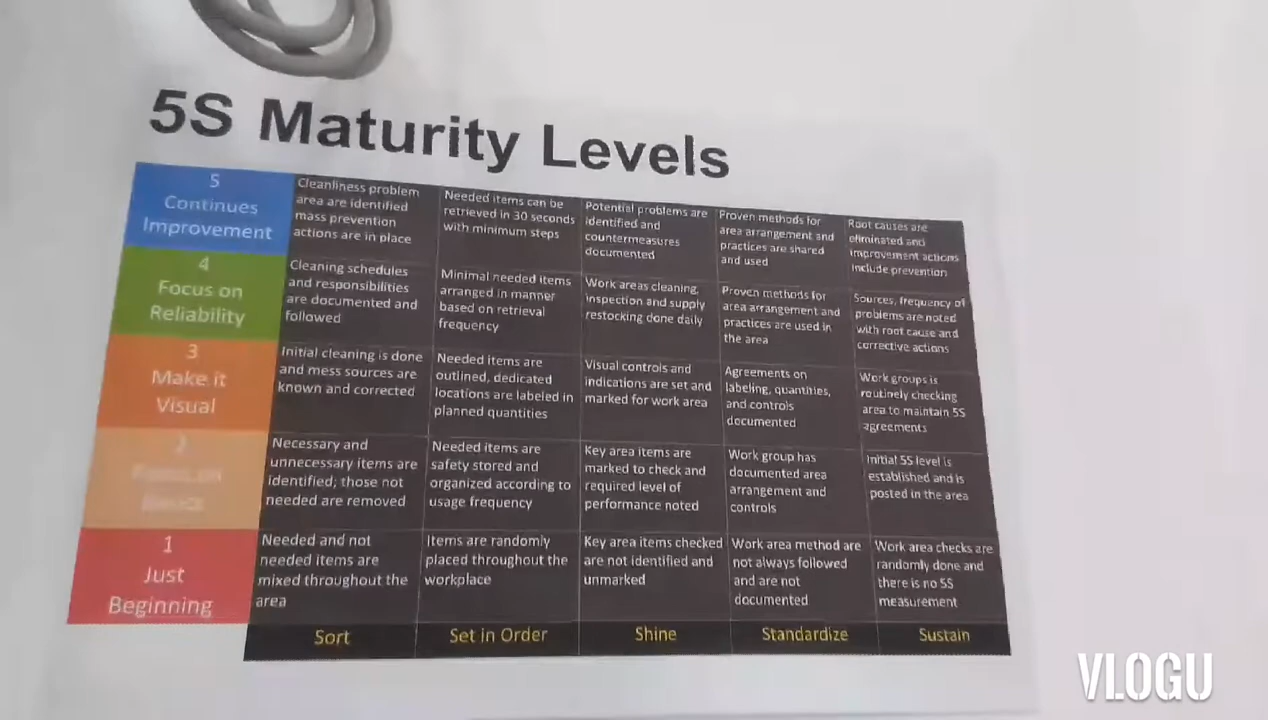 5S Maturity Levels
5
Continues
Improvement
Cleanliness problem
area are identified
mass prevention
actions are in place
Needed items can be
retrieved in 30 seconds
with minimum steps
Potential problems are
identified and
countermeasures
documented
Proven methods for
area arrangement and
practices are shared
and used
Root causes are
eliminated and
improvement actions
include prevention
4
Focus on
Reliability
Cleaning schedules
and responsibilities
are documented and
followed
Minimal needed items
arranged in manner
based on retrieval
frequency
Work areas cleaning,
inspection and supply
restocking done daily
Proven methods for
area arrangement and
practices are used in
the area
Sources, frequency of
problems are noted
with root cause and
corrective actions
3
Make it
Visual
Initial cleaning is done
and mess sources are
known and corrected
Needed items are
outlined, dedicated
locations are labeled in
planned quantities
Visual controls and
indications are set and
marked for work area
Agreements on
labeling, quantities,
and controls
documented
Work groups is
routinely checking
area to maintain 5S
agreements
2
Necessary and
unnecessary items are
identified; those not
needed are removed
Needed items are
safety stored and
organized according to
usage frequency
Key area items are
marked to check and
required level of
performance noted
Work group has
documented area
arrangement and
controls
Initial 5S level is
established and is
posted in the area
1
Just
Beginning
Needed and not
needed items are
mixed throughout the
area
Items are randomly
placed throughout the
workplace
Key area items checked
are not identified and
unmarked
Work area method are
not always followed
and are not
documented
Work area checks are
randomly done and
there is no 5S
measurement
Sort
Set in Order
Shine
Standardize
Sustain
VLOGU